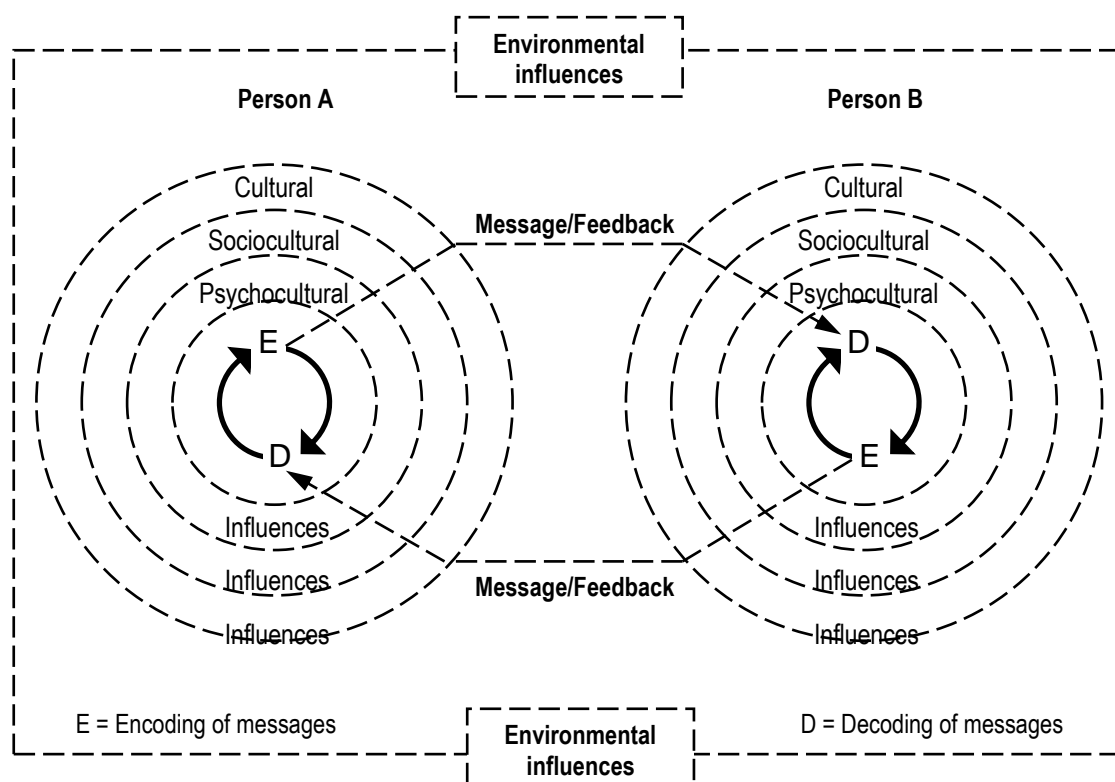 Environmental
influences
Person A
Person B
Cultural
Cultural
Message/Feedback
Sociocultural
Sociocultural
Psychocultural
Psychocultural
E
D
D
E
Influences
Influences
Influences
Influences
Message/Feedback
Influences
Influences
E = Encoding of messages
D = Decoding of messages
Environmental
influences